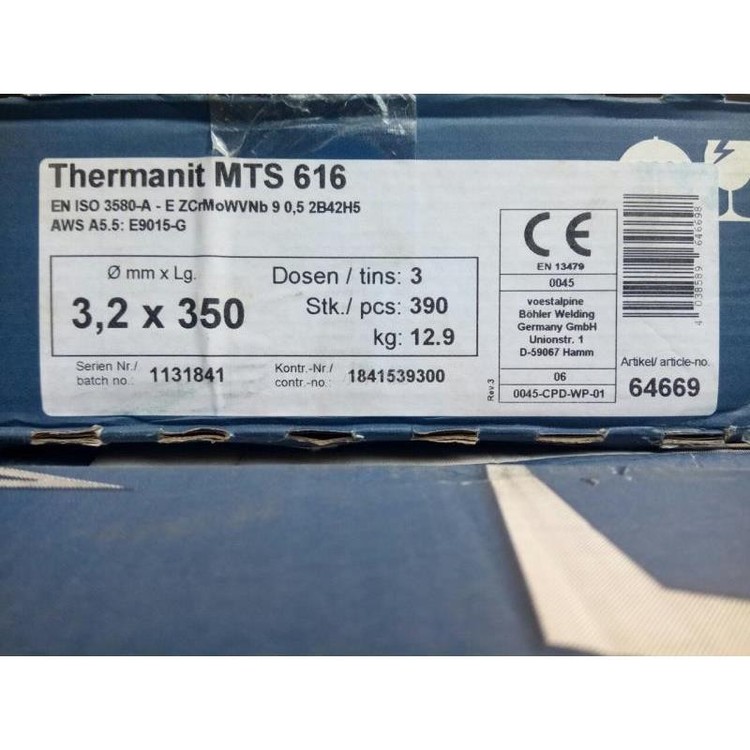 Thermanit MTS 616
EN ISO 3580-A - E ZCrMoWVNb 9 0,5 2B42H5
AWS A5.5: E9015-G
Ø mm x Lg.
3,2 x 350
Dosen / tins: 3
Stk./ pcs: 390
kg: 12.9
Serien Nr./
batch no.: 1131841
Kontr.-Nr./
contr.-no.: 1841539300
Rev.3
CE
EN 13479
0045
voestalpine
Böhler Welding
Germany GmbH
Unionstr. 1
D-59067 Hamm
06
0045-CPD-WP-01
4 038589 646698
Artikel/ article-no.
64669